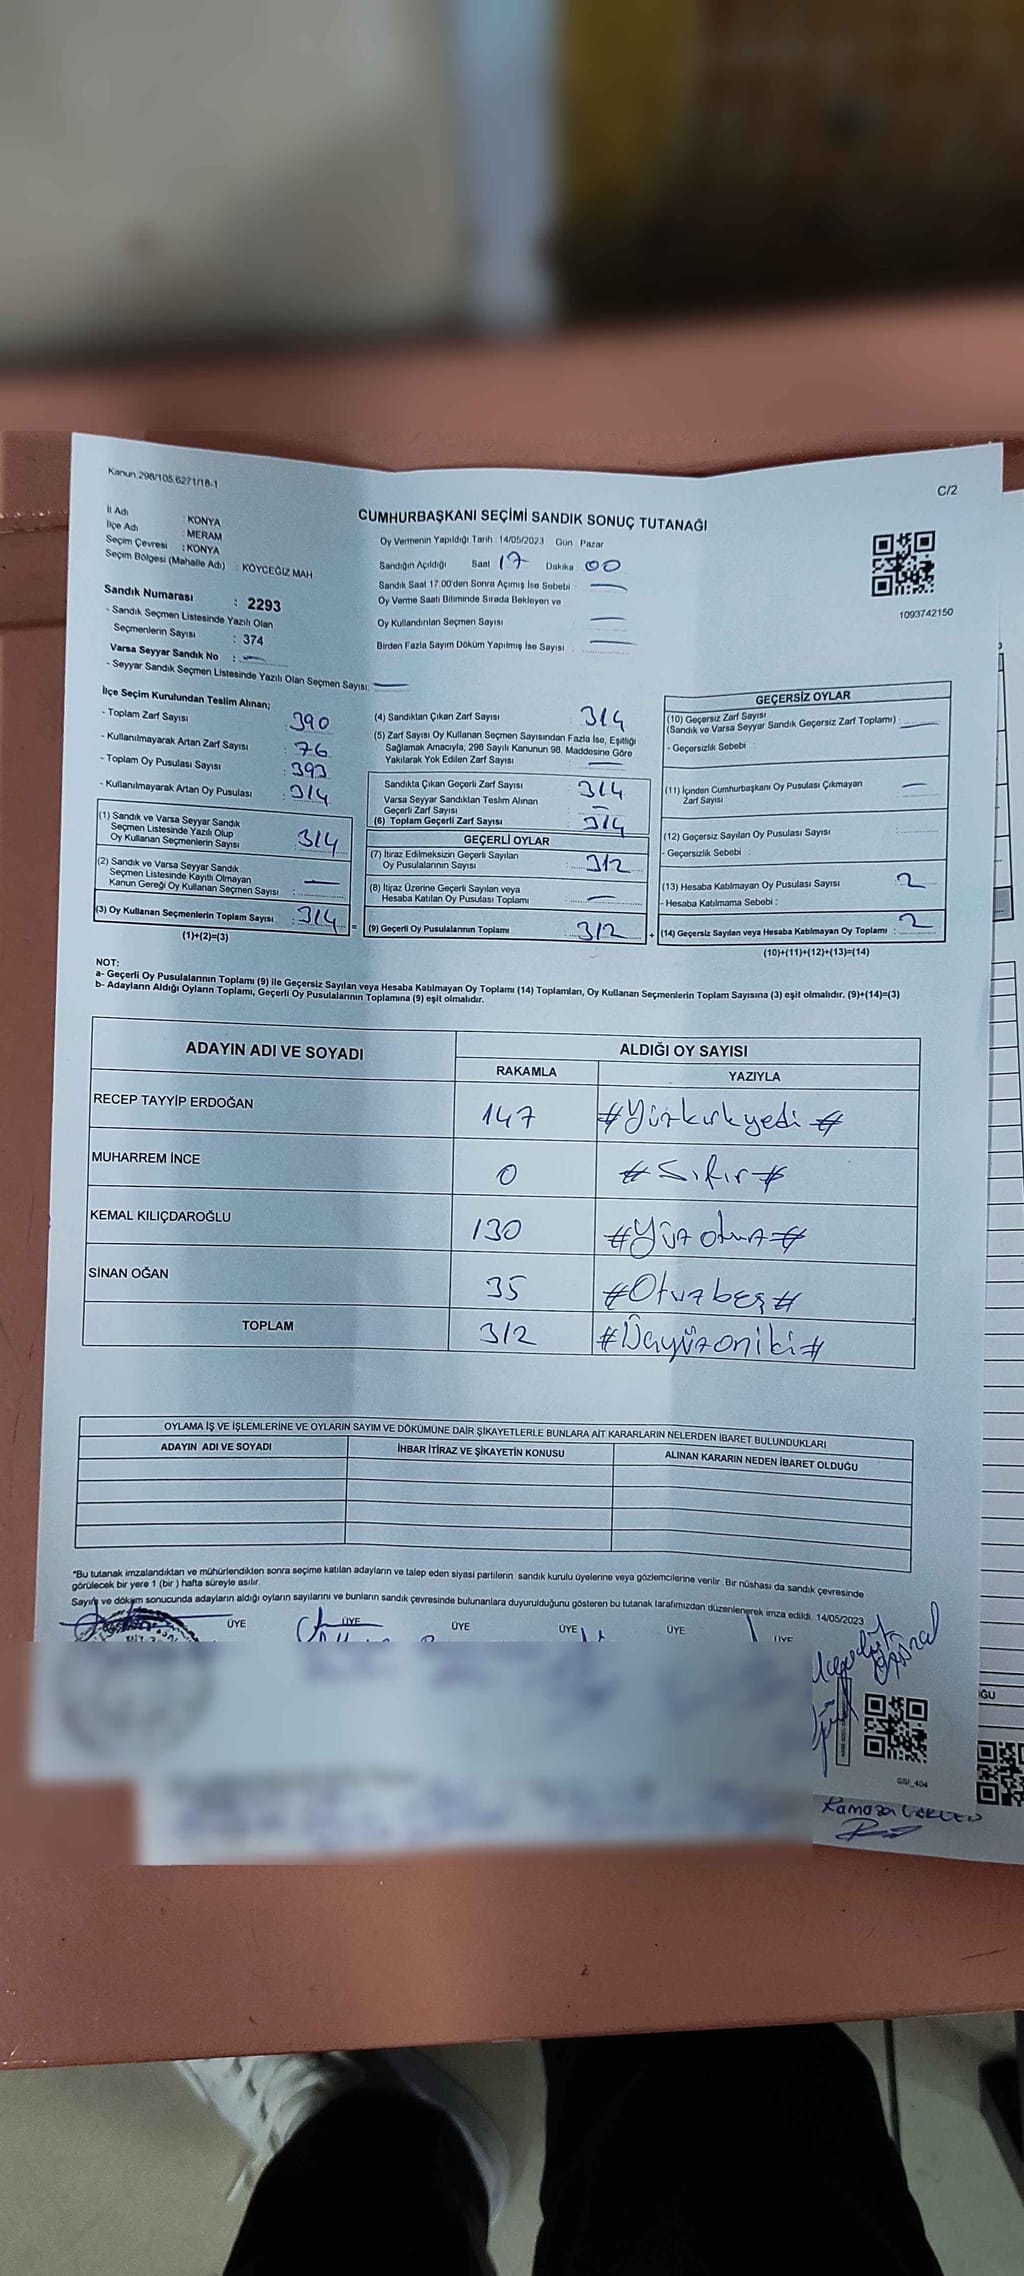 Kanun 298/105,6271/18-1
C/2
CUMHURBAŞKANI SEÇİMİ SANDIK SONUÇ TUTANAĞI
İl Adı : KONYA
İlçe Adı : MERAM
Seçim Çevresi : KONYA
Seçim Bölgesi (Mahalle Adı) : KÖYCEĞİZ MAH
Oy Vermenin Yapıldığı Tarih 14/05/2023 Gün Pazar
Sandığın Açıldığı Saat 17 Dakika 00
Sandık Saat 17.00'den Sonra Açımış İse Sebebi
Oy Verme Saati Bitiminde Sırada Bekleyen ve
Oy Kullandırılan Seçmen Sayısı
Birden Fazla Sayım Döküm Yapılmış İse Sayısı
1093742150
Sandık Numarası : 2293
- Sandık Seçmen Listesinde Yazılı Olan
Seçmenlerin Sayısı : 374
Varsa Seyyar Sandık No :
- Seyyar Sandık Seçmen Listesinde Yazılı Olan Seçmen Sayısı:
İlçe Seçim Kurulundan Teslim Alınan;
- Toplam Zarf Sayısı 390
- Kullanılmayarak Artan Zarf Sayısı : 76
- Toplam Oy Pusulası Sayısı : 393
- Kullanılmayarak Artan Oy Pusulası : 314
(1) Sandık ve Varsa Seyyar Sandık
Seçmen Listesinde Yazılı Olup
Oy Kullanan Seçmenlerin Sayısı 314
(2) Sandık ve Varsa Seyyar Sandık
Seçmen Listesinde Kayıtlı Olmayan
Kanun Gereği Oy Kullanan Seçmen Sayısı
(3) Oy Kullanan Seçmenlerin Toplam Sayısı : 314 =
(1)+(2)=(3)
(4) Sandıktan Çıkan Zarf Sayısı 314
(5) Zarf Sayısı Oy Kullanan Seçmen Sayısından Fazla İse, Eşitliği
Sağlamak Amacıyla, 298 Sayılı Kanunun 98. Maddesine Göre
Yakılarak Yok Edilen Zarf Sayısı
Sandıkta Çıkan Geçerli Zarf Sayısı 314
Varsa Seyyar Sandıktan Teslim Alınan
Geçerli Zarf Sayısı
(6) Toplam Geçerli Zarf Sayısı 314
GEÇERLİ OYLAR
(7) İtiraz Edilmeksizin Geçerli Sayılan
Oy Pusulalarının Sayısı : 312
(8) İtiraz Üzerine Geçerli Sayılan veya
Hesaba Katılan Oy Pusulası Toplamı
(9) Geçerli Oy Pusulalarının Toplamı 312 +
GEÇERSİZ OYLAR
(10) Geçersiz Zarf Sayısı
(Sandık ve Varsa Seyyar Sandık Geçersiz Zarf Toplamı) :
- Geçersizlik Sebebi :
(11) İçinden Cumhurbaşkanı Oy Pusulası Çıkmayan
Zarf Sayısı
(12) Geçersiz Sayılan Oy Pusulası Sayısı
- Geçersizlik Sebebi :
(13) Hesaba Katılmayan Oy Pusulası Sayısı 2
- Hesaba Katılmama Sebebi :
(14) Geçersiz Sayılan veya Hesaba Katılmayan Oy Toplamı : 2
(10)+(11)+(12)+(13)=(14)
NOT:
a- Geçerli Oy Pusulalarının Toplamı (9) ile Geçersiz Sayılan veya Hesaba Katılmayan Oy Toplamı (14) Toplamları, Oy Kullanan Seçmenlerin Toplam Sayısına (3) eşit olmalıdır. (9)+(14)=(3)
b- Adayların Aldığı Oyların Toplamı, Geçerli Oy Pusulalarının Toplamına (9) eşit olmalıdır.
ADAYIN ADI VE SOYADI
ALDIĞI OY SAYISI
RAKAMLA YAZIYLA
RECEP TAYYİP ERDOĞAN 147 #Yüzkırkyedi#
MUHARREM İNCE 0 #Sıfır#
KEMAL KILIÇDAROĞLU 130 #Yüz otuz#
SİNAN OĞAN 35 #Otuzbeş#
TOPLAM 312 #Üçyüzoniki#
OYLAMA İŞ VE İŞLEMLERİNE VE OYLARIN SAYIM VE DÖKÜMÜNE DAİR ŞİKAYETLERLE BUNLARA AİT KARARLARIN NELERDEN İBARET BULUNDUKLARI
ADAYIN ADI VE SOYADI İHBAR İTİRAZ VE ŞİKAYETİN KONUSU ALINAN KARARIN NEDEN İBARET OLDUĞU
*Bu tutanak imzalandıktan ve mühürlendikten sonra seçime katılan adayların ve talep eden siyasi partilerin sandık kurulu üyelerine veya gözlemcilerine verilir. Bir nüshası da sandık çevresinde
görülecek bir yere 1 (bir) hafta süreyle asılır.
Sayım ve döküm sonucunda adayların aldığı oyların sayılarını ve bunların sandık çevresinde bulunanlara duyurulduğunu gösteren bu tutanak tarafımızdan düzenlenerek imza edildi. 14/05/2023
ÜYE ÜYE ÜYE ÜYE ÜYE ÜYE
ĞU
SSI_404